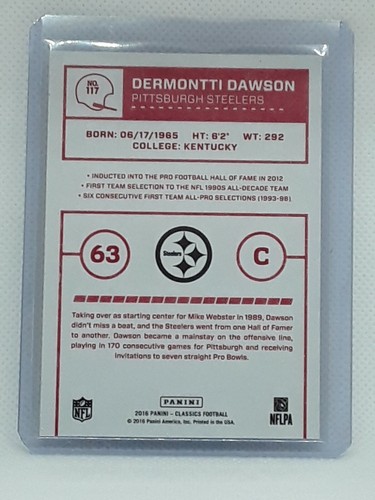 NO.
117
DERMONTTI DAWSON
PITTSBURGH STEELERS
BORN: 06/17/1965 HT: 6'2" WT: 292
COLLEGE: KENTUCKY
• INDUCTED INTO THE PRO FOOTBALL HALL OF FAME IN 2012
• FIRST TEAM SELECTION TO THE NFL 1990S ALL-DECADE TEAM
• SIX CONSECUTIVE FIRST TEAM ALL-PRO SELECTIONS (1993-98)
63
Steelers
C
Taking over as starting center for Mike Webster in 1989, Dawson
didn't miss a beat, and the Steelers went from one Hall of Famer
to another. Dawson became a mainstay on the offensive line,
playing in 170 consecutive games for Pittsburgh and receiving
invitations to seven straight Pro Bowls.
NFL
PANINI
NFLPA
2016 PANINI - CLASSICS FOOTBALL
© 2016 Panini America, Inc. Printed in the USA.